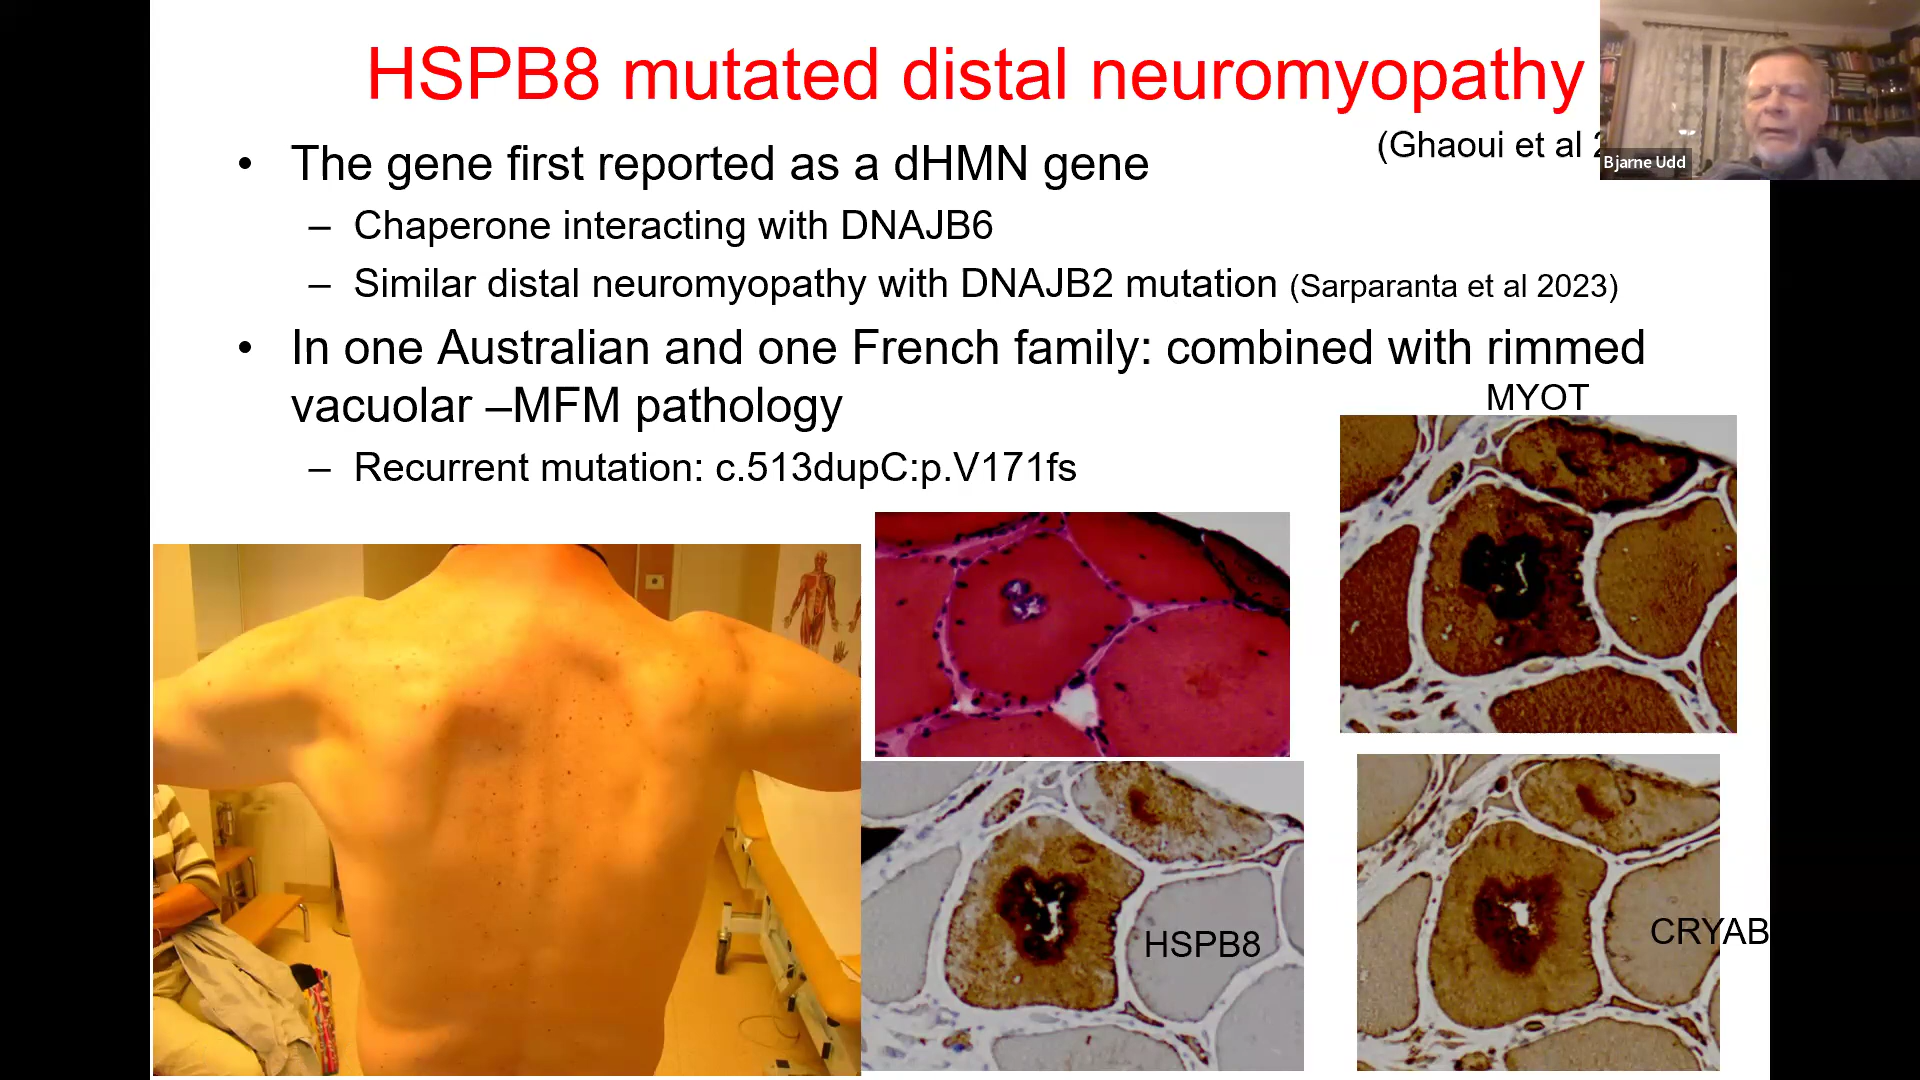 HSPB8 mutated distal neuromyopathy
(Ghaoui et al
Bjarne Udd
• The gene first reported as a dHMN gene
– Chaperone interacting with DNAJB6
– Similar distal neuromyopathy with DNAJB2 mutation (Sarparanta et al 2023)
• In one Australian and one French family: combined with rimmed
vacuolar –MFM pathology
– Recurrent mutation: c.513dupC:p.V171fs
MYOT
HSPB8
CRYAB